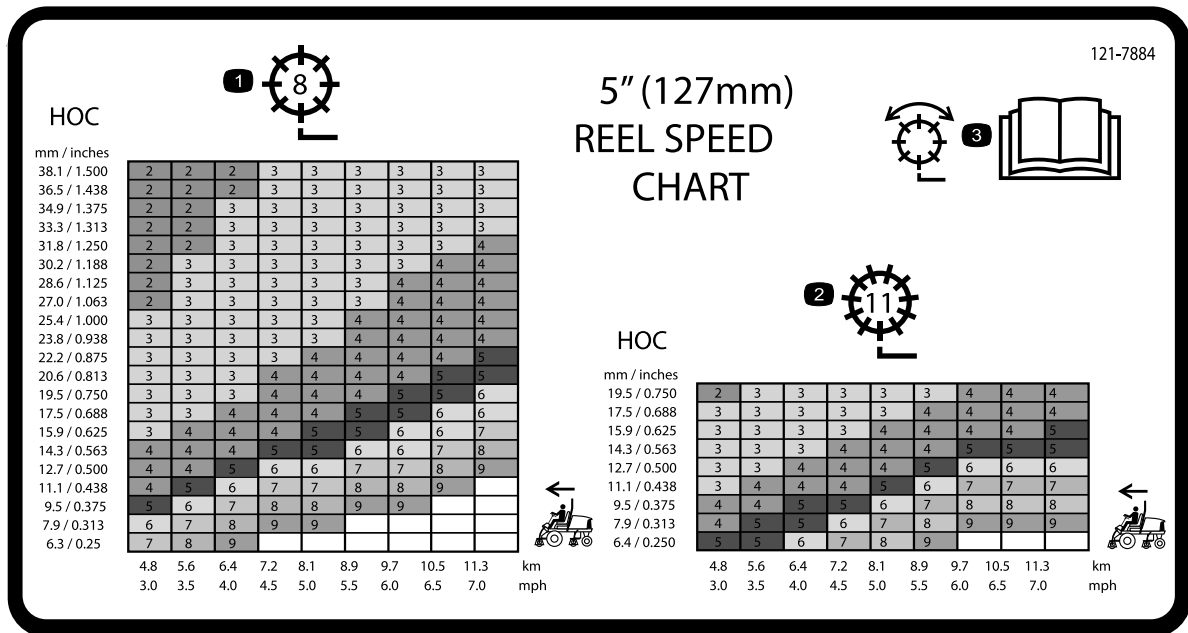 121-7884
1
8
5" (127mm)
REEL SPEED
CHART
3
HOC
mm / inches
38.1 / 1.500 2 2 2 3 3 3 3 3 3
36.5 / 1.438 2 2 2 3 3 3 3 3 3
34.9 / 1.375 2 2 3 3 3 3 3 3 3
33.3 / 1.313 2 2 3 3 3 3 3 3 3
31.8 / 1.250 2 2 3 3 3 3 3 3 4
30.2 / 1.188 2 3 3 3 3 3 3 4 4
28.6 / 1.125 2 3 3 3 3 3 4 4 4
27.0 / 1.063 2 3 3 3 3 3 4 4 4
25.4 / 1.000 3 3 3 3 3 4 4 4 4
23.8 / 0.938 3 3 3 3 3 4 4 4 4
22.2 / 0.875 3 3 3 3 4 4 4 4 5
20.6 / 0.813 3 3 3 4 4 4 4 5 5
19.5 / 0.750 3 3 3 4 4 4 5 5 6
17.5 / 0.688 3 3 4 4 4 5 5 6 6
15.9 / 0.625 3 4 4 4 5 5 6 6 7
14.3 / 0.563 4 4 4 5 5 6 6 7 8
12.7 / 0.500 4 4 5 6 6 7 7 8 9
11.1 / 0.438 4 5 6 7 7 8 8 9
9.5 / 0.375 5 6 7 8 8 9 9
7.9 / 0.313 6 7 8 9 9
6.3 / 0.25 7 8 9
4.8 5.6 6.4 7.2 8.1 8.9 9.7 10.5 11.3 km
3.0 3.5 4.0 4.5 5.0 5.5 6.0 6.5 7.0 mph
2
11
HOC
mm / inches
19.5 / 0.750 2 3 3 3 3 3 4 4 4
17.5 / 0.688 3 3 3 3 3 4 4 4 4
15.9 / 0.625 3 3 3 3 4 4 4 4 5
14.3 / 0.563 3 3 3 4 4 4 5 5 5
12.7 / 0.500 3 3 4 4 4 5 6 6 6
11.1 / 0.438 3 4 4 4 5 6 7 7 7
9.5 / 0.375 4 4 5 5 6 7 8 8 8
7.9 / 0.313 4 5 5 6 7 8 9 9 9
6.4 / 0.250 5 5 6 7 8 9
4.8 5.6 6.4 7.2 8.1 8.9 9.7 10.5 11.3 km
3.0 3.5 4.0 4.5 5.0 5.5 6.0 6.5 7.0 mph